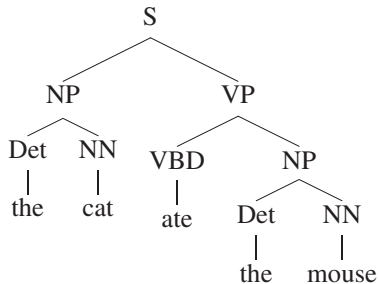 S
NP VP
Det NN VBD NP
the cat ate Det NN
the mouse